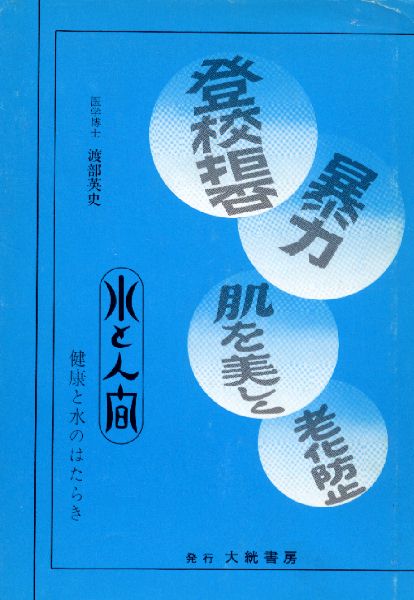 登校拒否
暴力
肌を美しく
老化防止
医学博士 渡部英史
水と人間
健康と水のはたらき
発行 大統書房